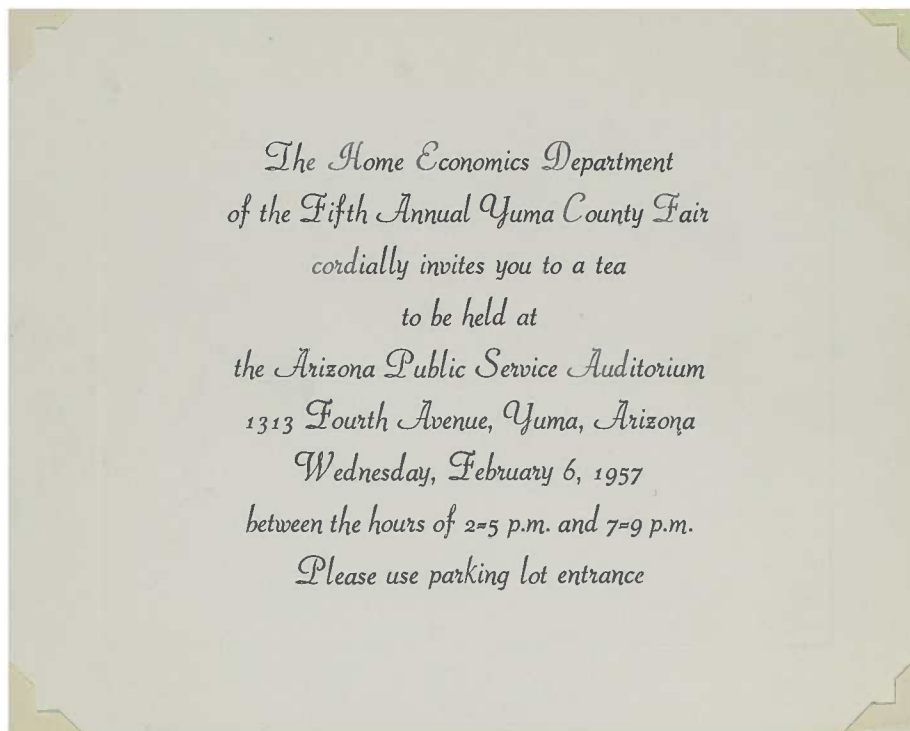 The Home Economics Department
of the Fifth Annual Yuma County Fair
cordially invites you to a tea
to be held at
the Arizona Public Service Auditorium
1313 Fourth Avenue, Yuma, Arizona
Wednesday, February 6, 1957
between the hours of 2=5 p.m. and 7=9 p.m.
Please use parking lot entrance